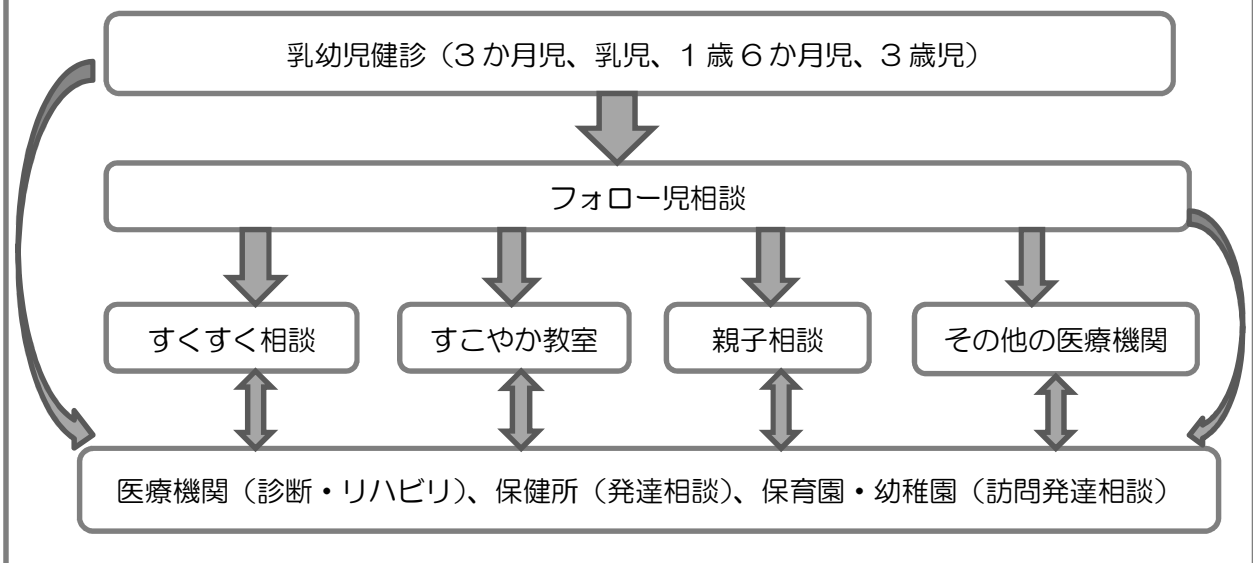 乳幼児健診（３か月児、乳児、１歳６か月児、３歳児）
フォロー児相談
すくすく相談
すこやか教室
親子相談
その他の医療機関
医療機関（診断・リハビリ）、保健所（発達相談）、保育園・幼稚園（訪問発達相談）